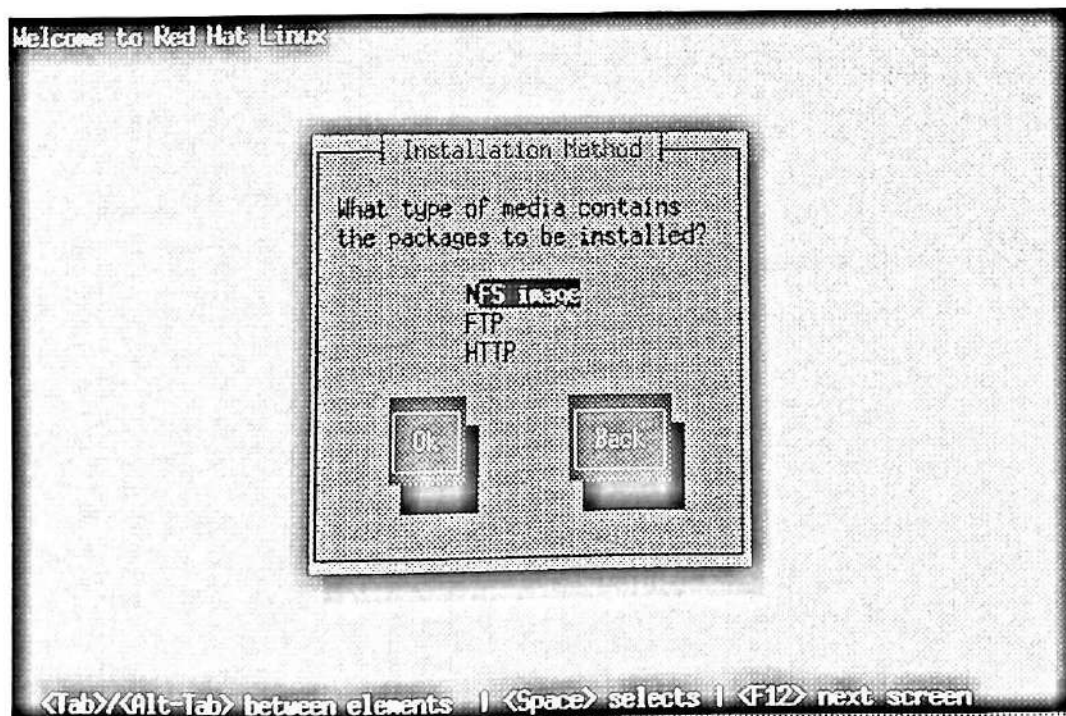 Welcome to Red Hat Linux
Installation Method
What type of media contains
the packages to be installed?
NFS image
FTP
HTTP
Ok
Back
<Tab>/<Alt-Tab> between elements | <Space> selects | <F12> next screen